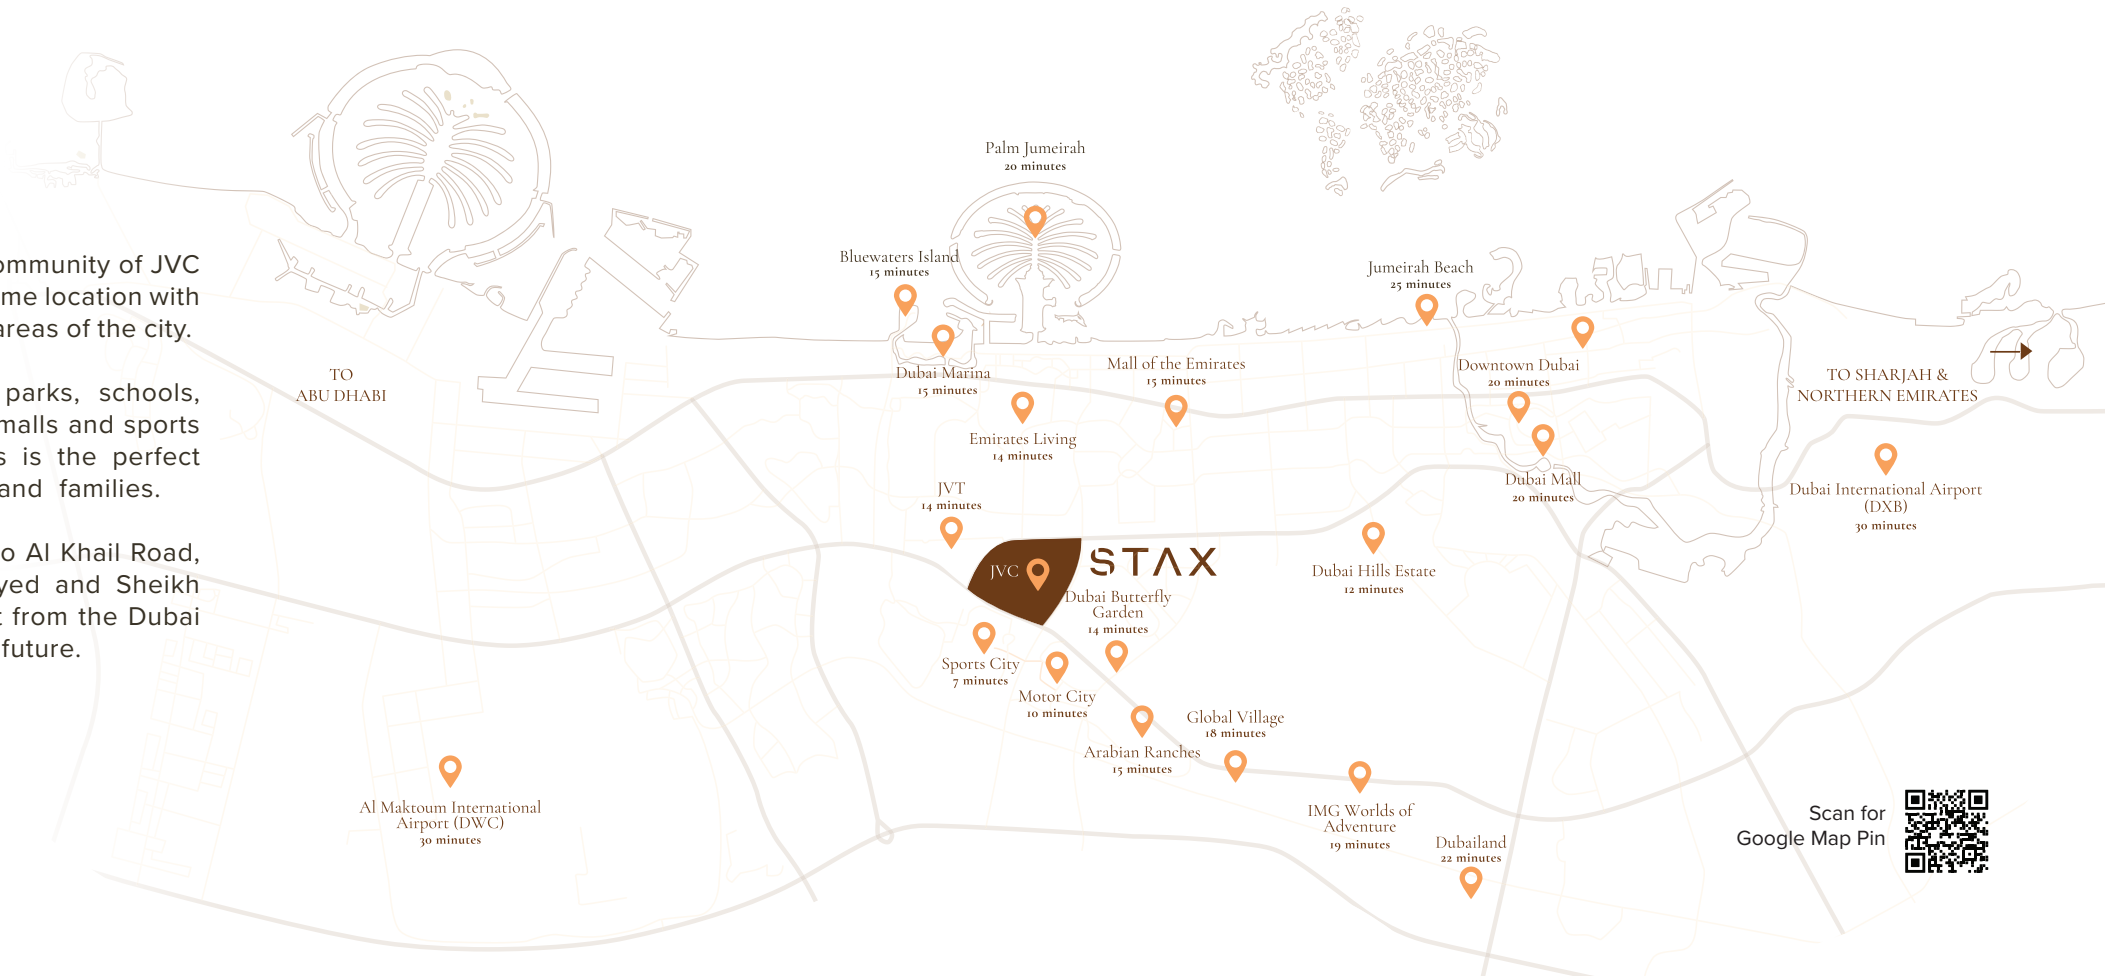 ommunity of JVC
me location with
areas of the city.
parks, schools,
malls and sports
s is the perfect
and families.
o Al Khail Road,
yed and Sheikh
t from the Dubai
future.
TO
ABU DHABI
Palm Jumeirah
20 minutes
Bluewaters Island
15 minutes
Dubai Marina
15 minutes
Emirates Living
14 minutes
Mall of the Emirates
15 minutes
Jumeirah Beach
25 minutes
Downtown Dubai
20 minutes
Dubai Mall
20 minutes
TO SHARJAH &
NORTHERN EMIRATES
Dubai International Airport
(DXB)
30 minutes
JVT
14 minutes
JVC
STAX
Dubai Butterfly
Garden
14 minutes
Dubai Hills Estate
12 minutes
Sports City
7 minutes
Motor City
10 minutes
Arabian Ranches
15 minutes
Global Village
18 minutes
IMG Worlds of
Adventure
19 minutes
Dubailand
22 minutes
Al Maktoum International
Airport (DWC)
30 minutes
Scan for
Google Map Pin